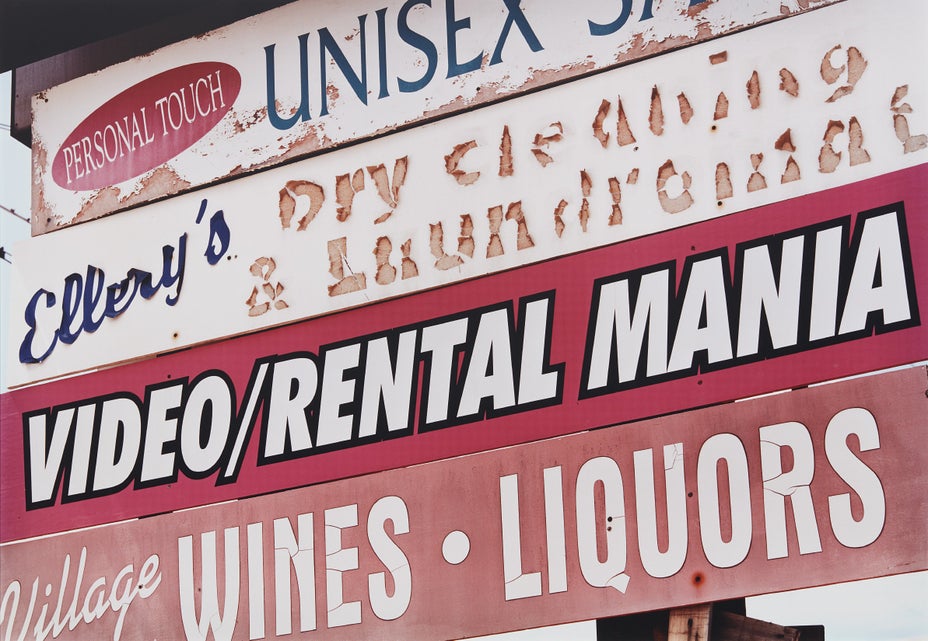 PERSONAL TOUCH UNISEX
Ellery's Dry Cleaning
& Laundromat
VIDEO/RENTAL MANIA
Village WINES · LIQUORS